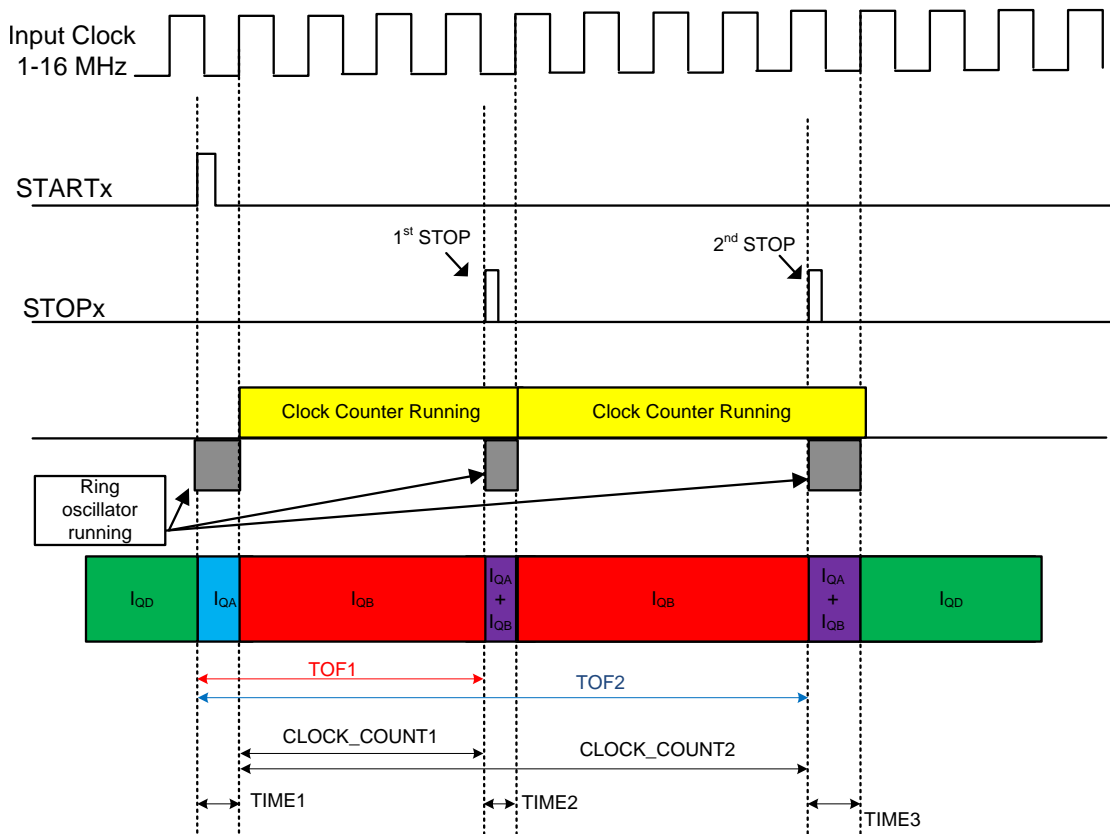 Input Clock
1-16 MHz
STARTx
1st STOP
2nd STOP
STOPx
Clock Counter Running
Clock Counter Running
Ring
oscillator
running
IQD
IQA
IQB
IQA
+
IQB
IQB
IQA
+
IQB
IQD
TOF1
TOF2
CLOCK_COUNT1
CLOCK_COUNT2
TIME1
TIME2
TIME3